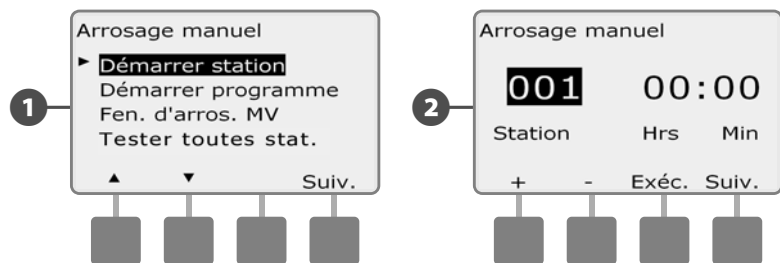 1
Arrosage manuel
► Démarrer station
Démarrer programme
Fen. d'arros. MV
Tester toutes stat.
▲ ▼ Suiv.
2
Arrosage manuel
001 00:00
Station Hrs Min
+ - Exéc. Suiv.